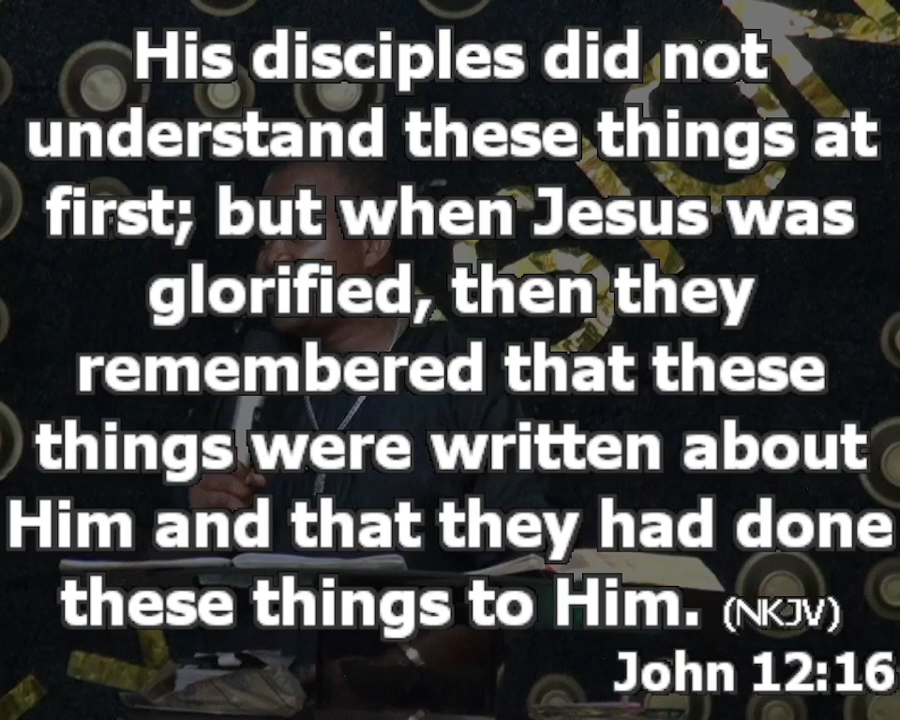 His disciples did not
understand these things at
first; but when Jesus was
glorified, then they
remembered that these
things were written about
Him and that they had done
these things to Him. (NKJV)
John 12:16